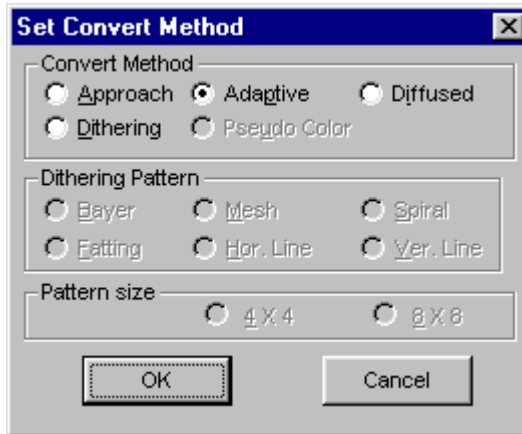 Set Convert Method
Convert Method
Approach Adaptive Diffused
Dithering Pseudo Color
Dithering Pattern
Bayer Mesh Spiral
Fatting Hor. Line Ver. Line
Pattern size
4 X 4 8 X 8
OK Cancel